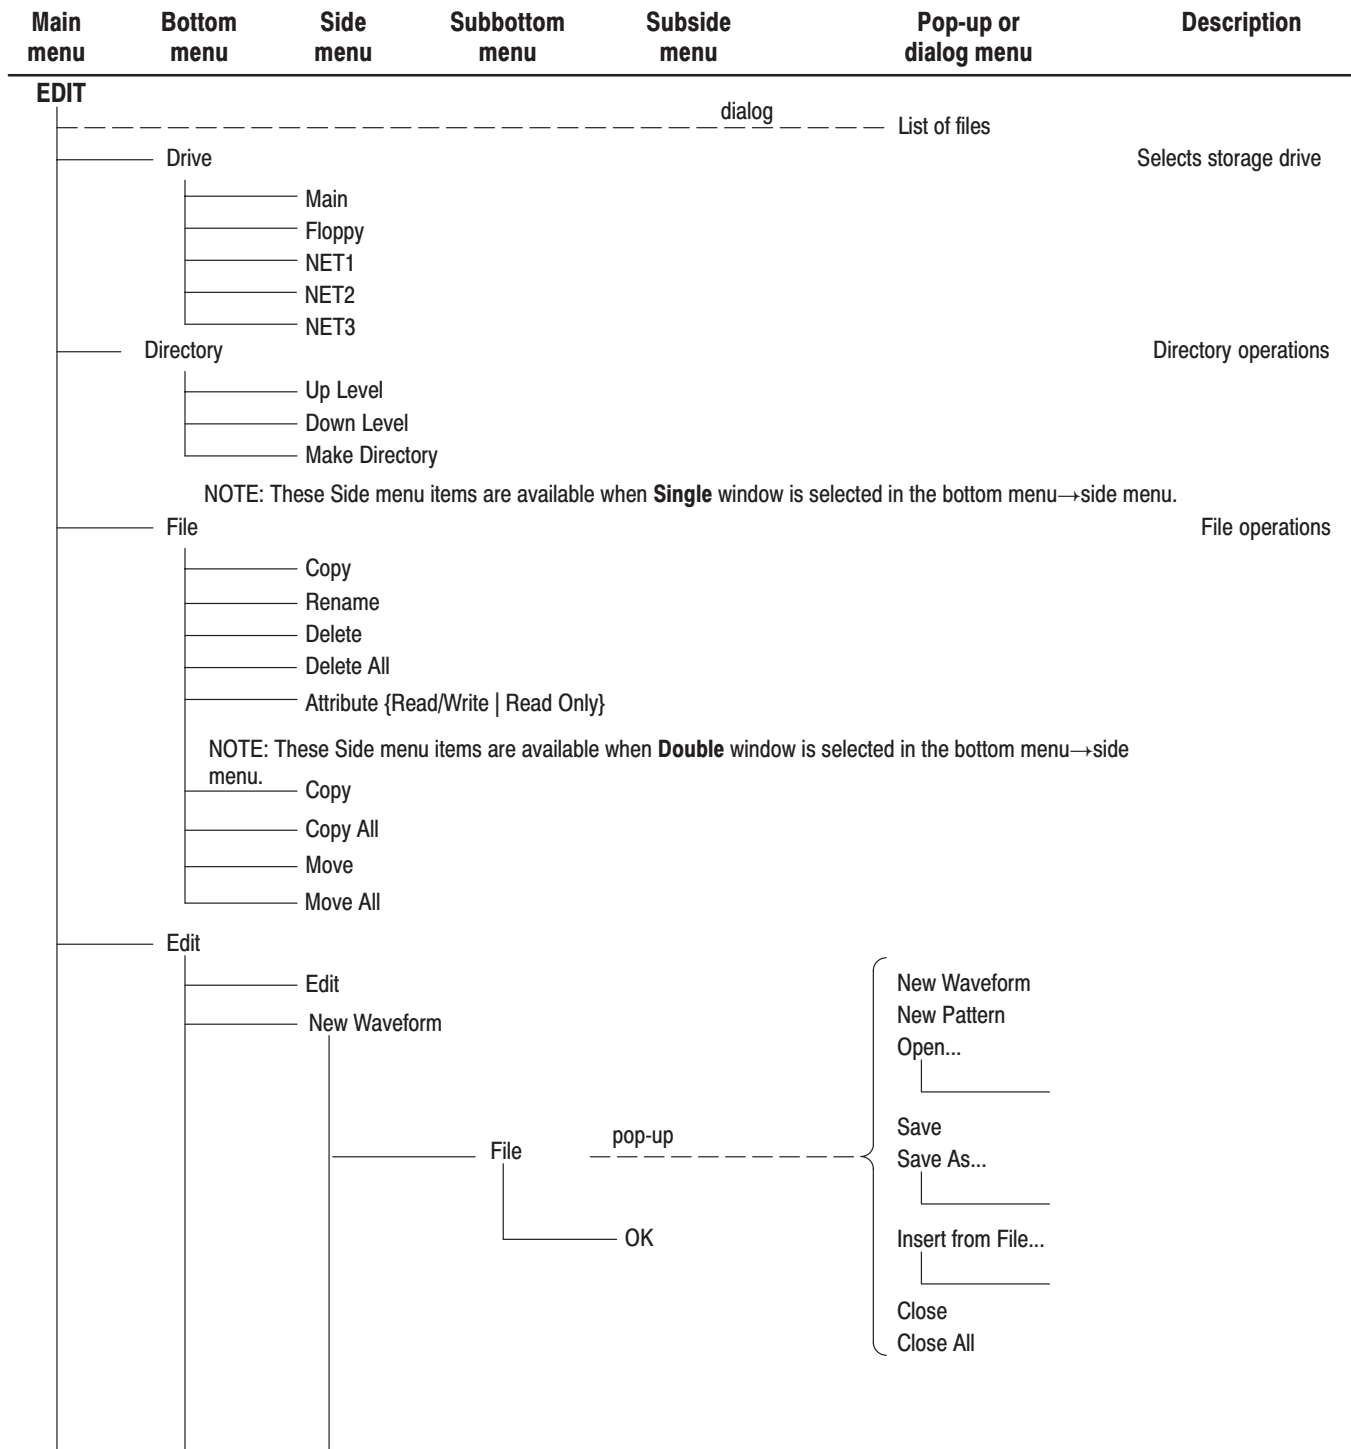 Main menu Bottom menu Side menu Subbottom menu Subside menu Pop-up or dialog menu Description
EDIT
dialog
List of files
Drive Selects storage drive
Main
Floppy
NET1
NET2
NET3
Directory Directory operations
Up Level
Down Level
Make Directory
NOTE: These Side menu items are available when Single window is selected in the bottom menu→side menu.
File File operations
Copy
Rename
Delete
Delete All
Attribute {Read/Write | Read Only}
NOTE: These Side menu items are available when Double window is selected in the bottom menu→side
menu.
Copy
Copy All
Move
Move All
Edit
Edit
New Waveform
File
pop-up
OK
New Waveform
New Pattern
Open...
Save
Save As...
Insert from File...
Close
Close All